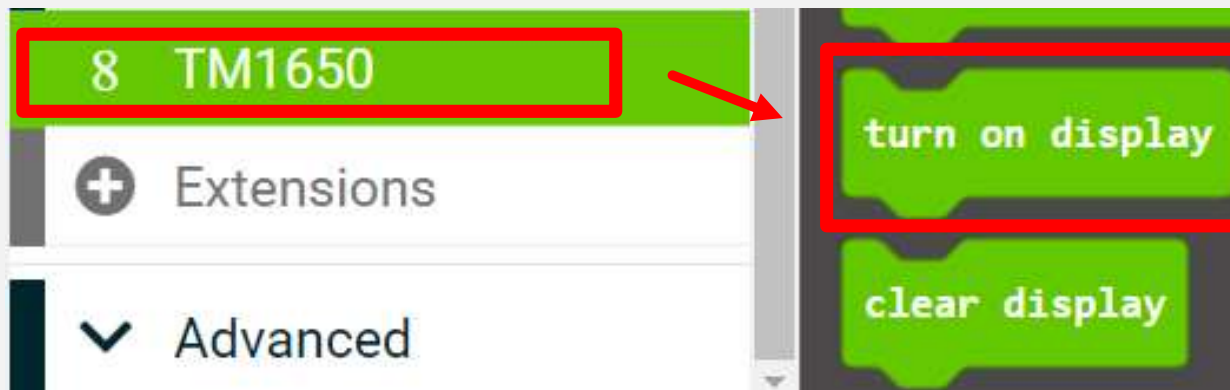 8 TM1650
Extensions
Advanced
turn on display
clear display